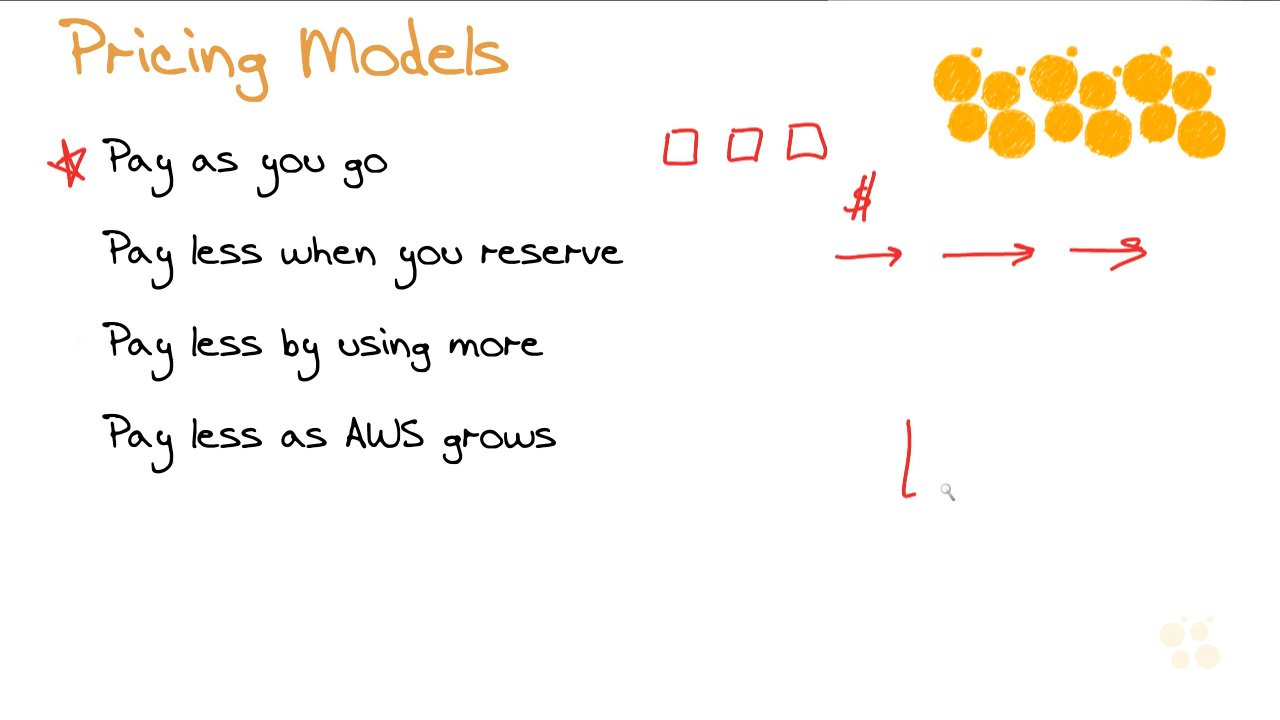 Pricing Models
Pay as you go
$
Pay less when you reserve
Pay less by using more
Pay less as AWS grows